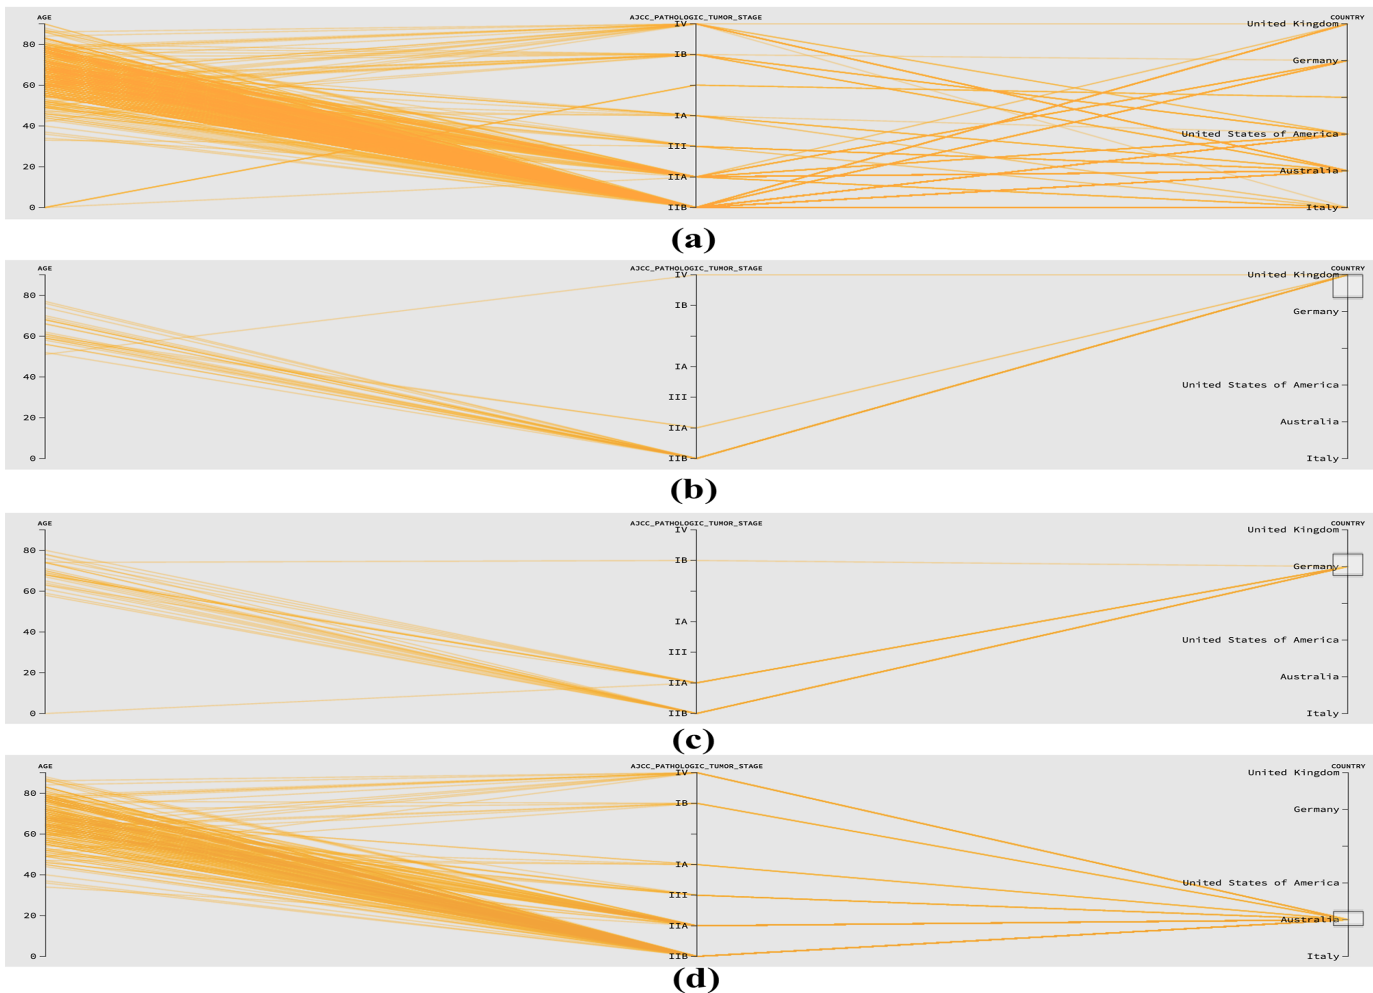 AGE AJCC_PATHOLOGIC_TUMOR_STAGE COUNTRY
IV United Kingdom
80 IB Germany
60
IA
40 United States of America
III
20 IIA Australia
0 IIB Italy
(a)
AGE AJCC_PATHOLOGIC_TUMOR_STAGE COUNTRY
IV United Kingdom
80 IB Germany
60
IA
40 United States of America
III
20 IIA Australia
0 IIB Italy
(b)
AGE AJCC_PATHOLOGIC_TUMOR_STAGE COUNTRY
IV United Kingdom
80 IB Germany
60
IA
40 United States of America
III
20 IIA Australia
0 IIB Italy
(c)
AGE AJCC_PATHOLOGIC_TUMOR_STAGE COUNTRY
IV United Kingdom
80 IB Germany
60
IA
40 United States of America
III
20 IIA Australia
0 IIB Italy
(d)